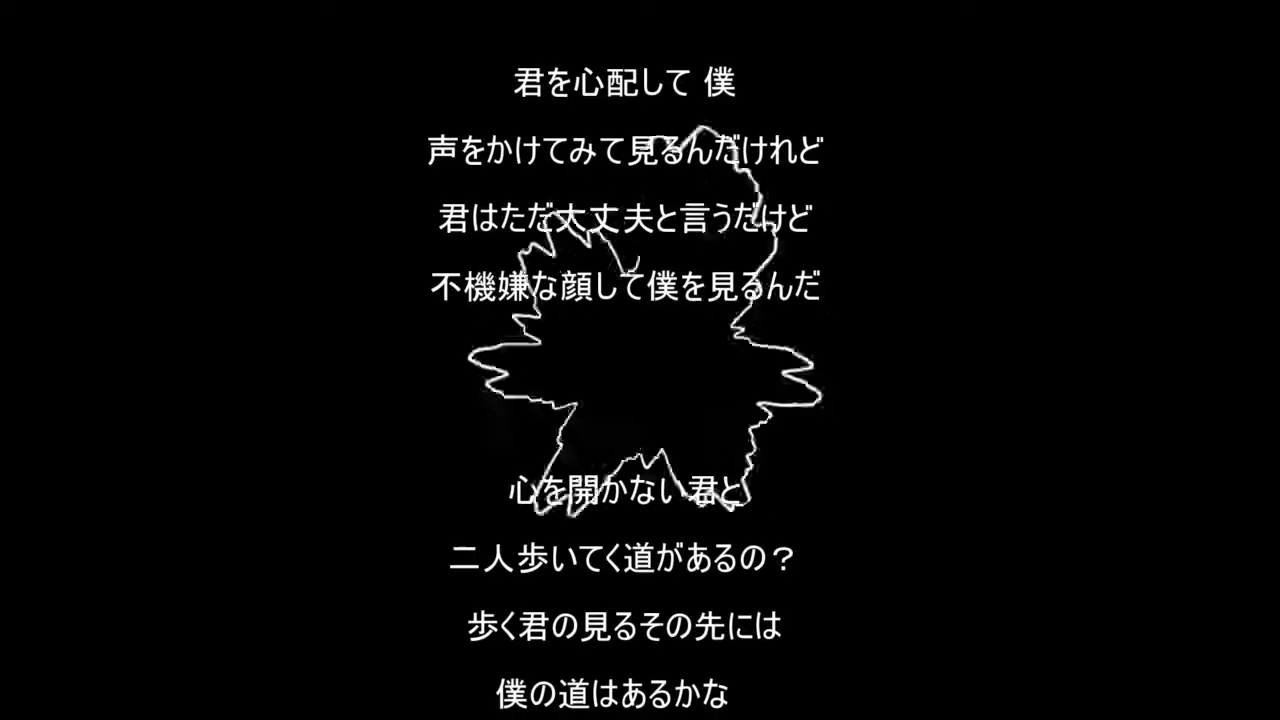 君を心配して 僕
声をかけてみて見るんだけれど
君はただ大丈夫と言うだけど
不機嫌な顔して僕を見るんだ
心を開かない君と
二人歩いてく道があるの？
歩く君の見るその先には
僕の道はあるかな